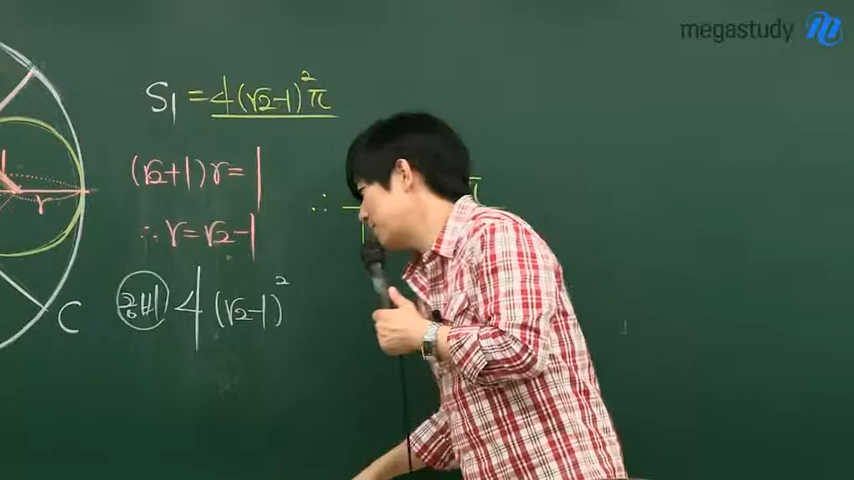 megastudy
S₁ = 4(√2-1)²π
(√2+1)r = 1
∴ r = √2-1
공비 4(√2-1)²
∴
r
C